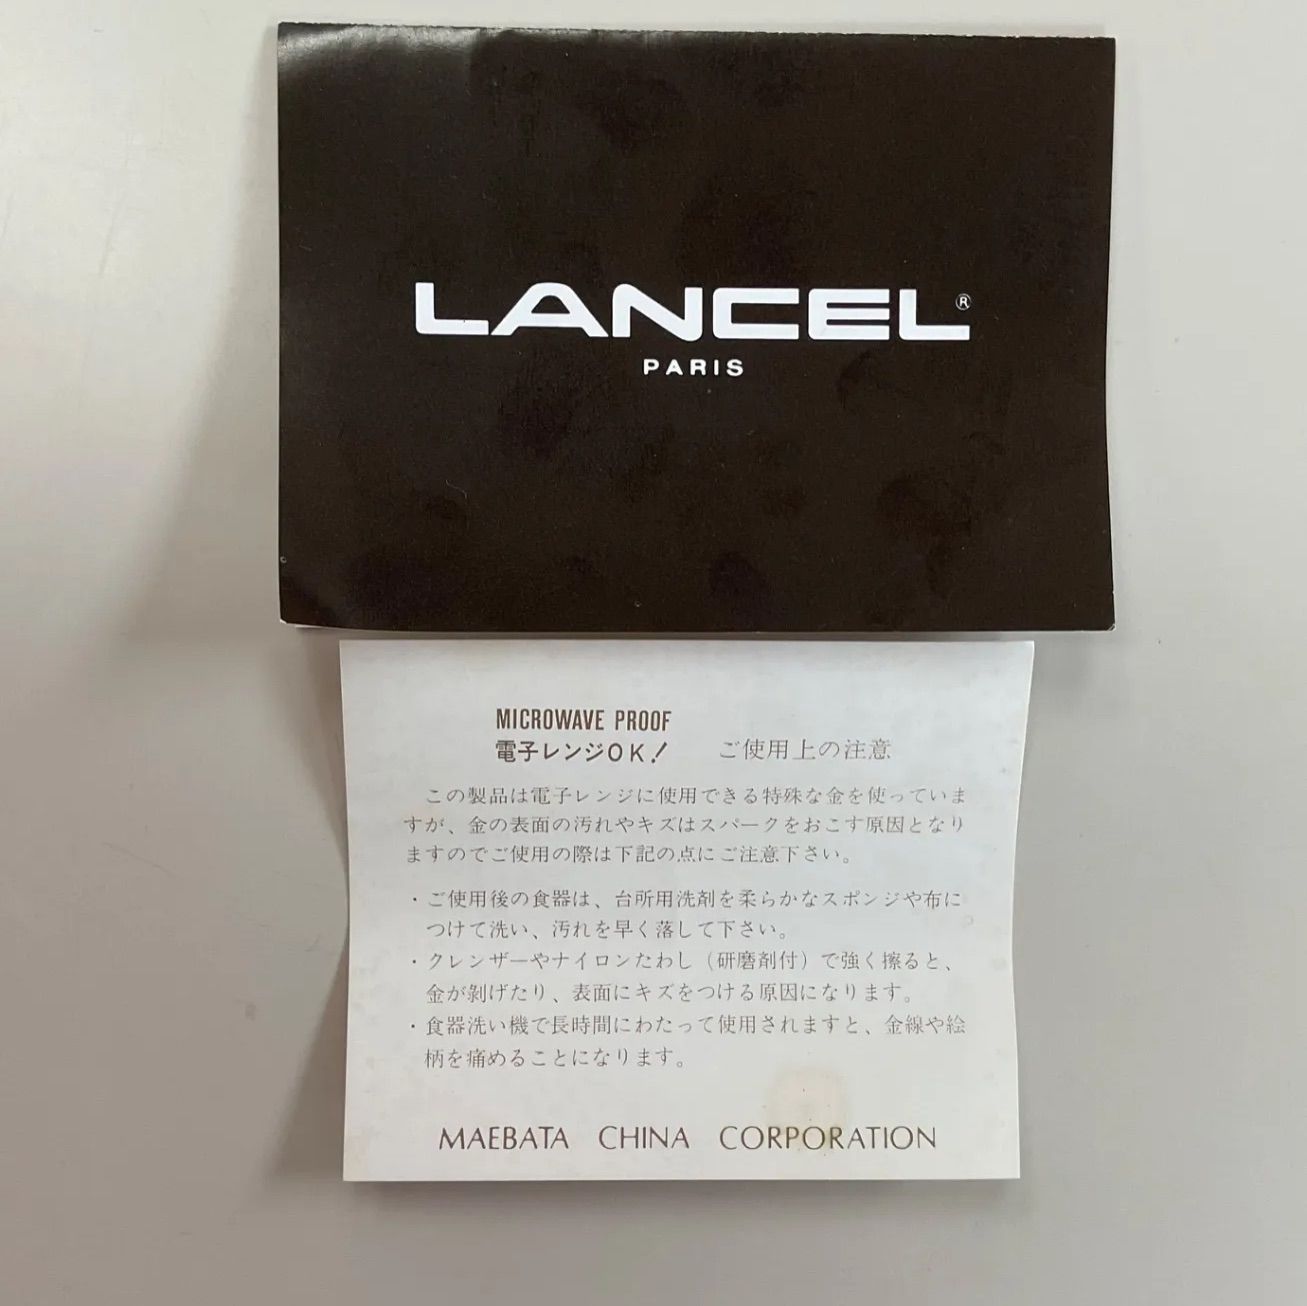 LANCEL®
PARIS
MICROWAVE PROOF
電子レンジOK! ご使用上の注意
この製品は電子レンジに使用できる特殊な金を使っていま
すが、金の表面の汚れやキズはスパークをおこす原因となり
ますのでご使用の際は下記の点にご注意下さい。
・ご使用後の食器は、台所用洗剤を柔らかなスポンジや布に
つけて洗い、汚れを早く落して下さい。
・クレンザーやナイロンたわし（研磨剤付）で強く擦ると、
金が剝げたり、表面にキズをつける原因になります。
・食器洗い機で長時間にわたって使用されますと、金線や絵
柄を痛めることになります。
MAEBATA CHINA CORPORATION